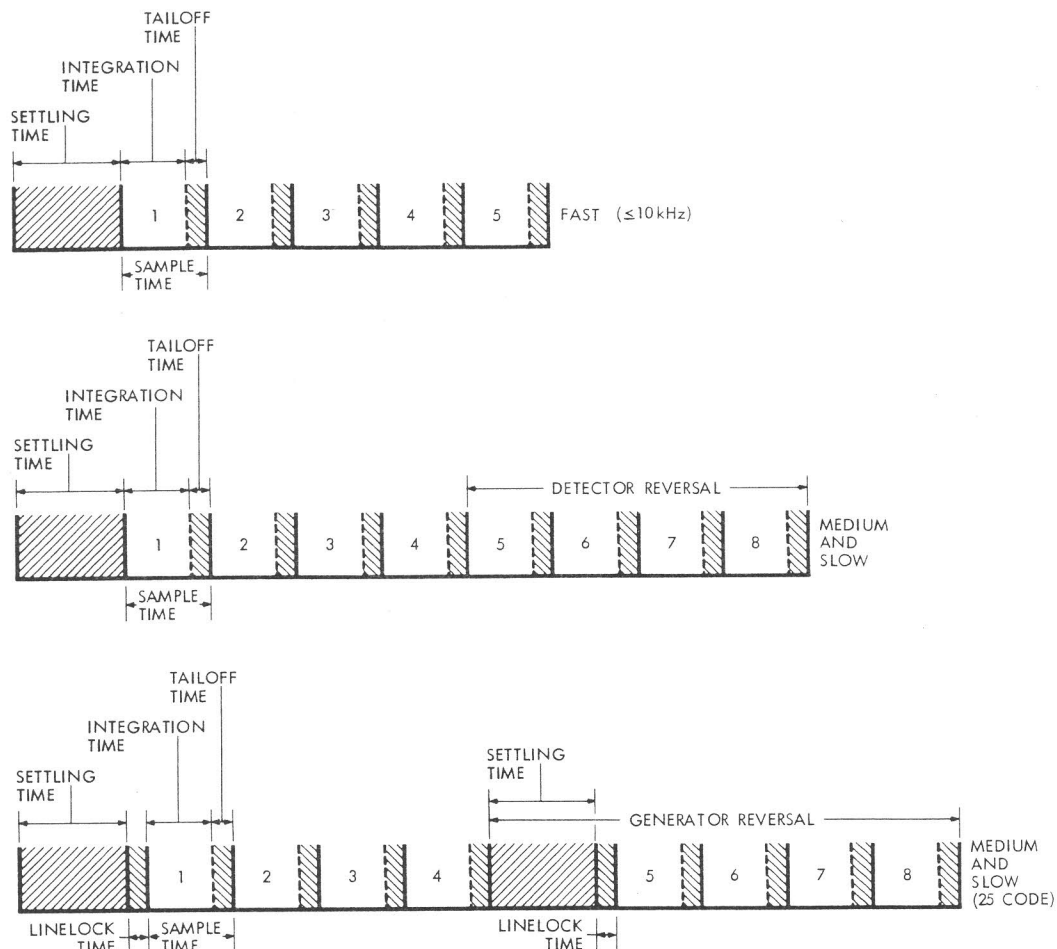 TAILOFF
TIME
INTEGRATION
TIME
SETTLING
TIME
1 2 3 4 5 FAST (≤10kHz)
SAMPLE
TIME
TAILOFF
TIME
INTEGRATION
TIME
SETTLING
TIME
DETECTOR REVERSAL
1 2 3 4 5 6 7 8
MEDIUM
AND
SLOW
SAMPLE
TIME
TAILOFF
TIME
INTEGRATION
TIME
SETTLING
TIME
SETTLING
TIME
GENERATOR REVERSAL
1 2 3 4 5 6 7 8
MEDIUM
AND
SLOW
(25 CODE)
LINELOCK
TIME
SAMPLE
TIME
LINELOCK
TIME